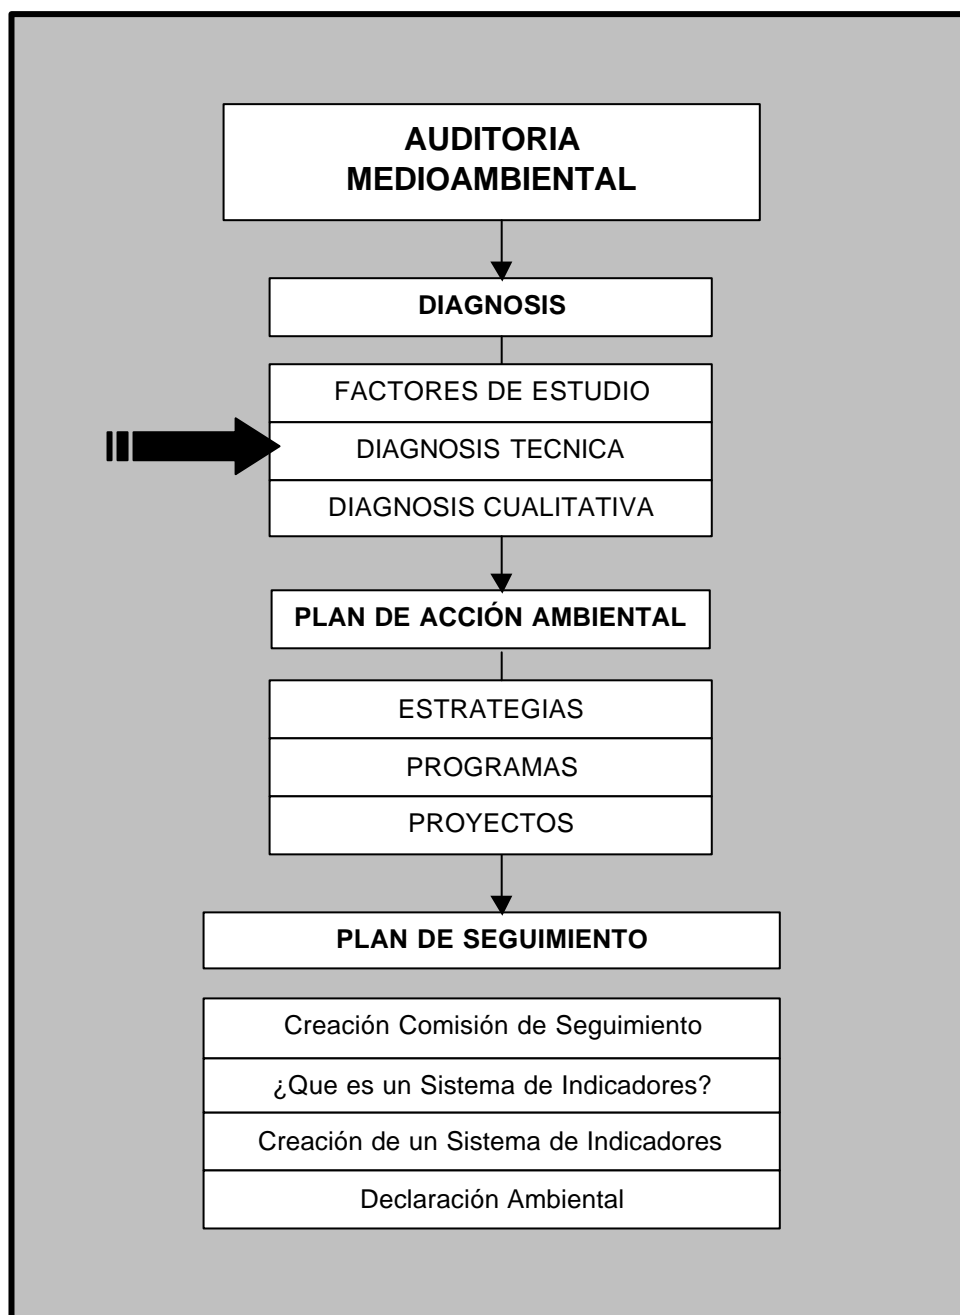 AUDITORIA
MEDIOAMBIENTAL
DIAGNOSIS
FACTORES DE ESTUDIO
DIAGNOSIS TECNICA
DIAGNOSIS CUALITATIVA
PLAN DE ACCIÓN AMBIENTAL
ESTRATEGIAS
PROGRAMAS
PROYECTOS
PLAN DE SEGUIMIENTO
Creación Comisión de Seguimiento
¿Que es un Sistema de Indicadores?
Creación de un Sistema de Indicadores
Declaración Ambiental